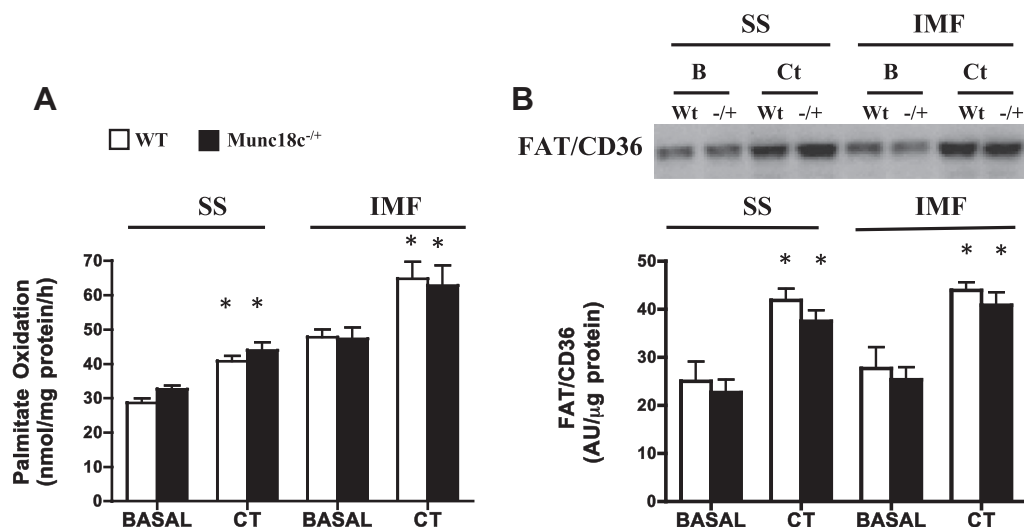 A
WT Munc18c-/+
SS IMF
* * * *
70
60
50
40
30
20
10
0
Palmitate Oxidation
(nmol/mg protein/h)
BASAL CT BASAL CT
B
SS IMF
B Ct B Ct
Wt -/+ Wt -/+ Wt -/+ Wt -/+
FAT/CD36
SS IMF
* * * *
50
40
30
20
10
0
FAT/CD36
(AU/µg protein)
BASAL CT BASAL CT